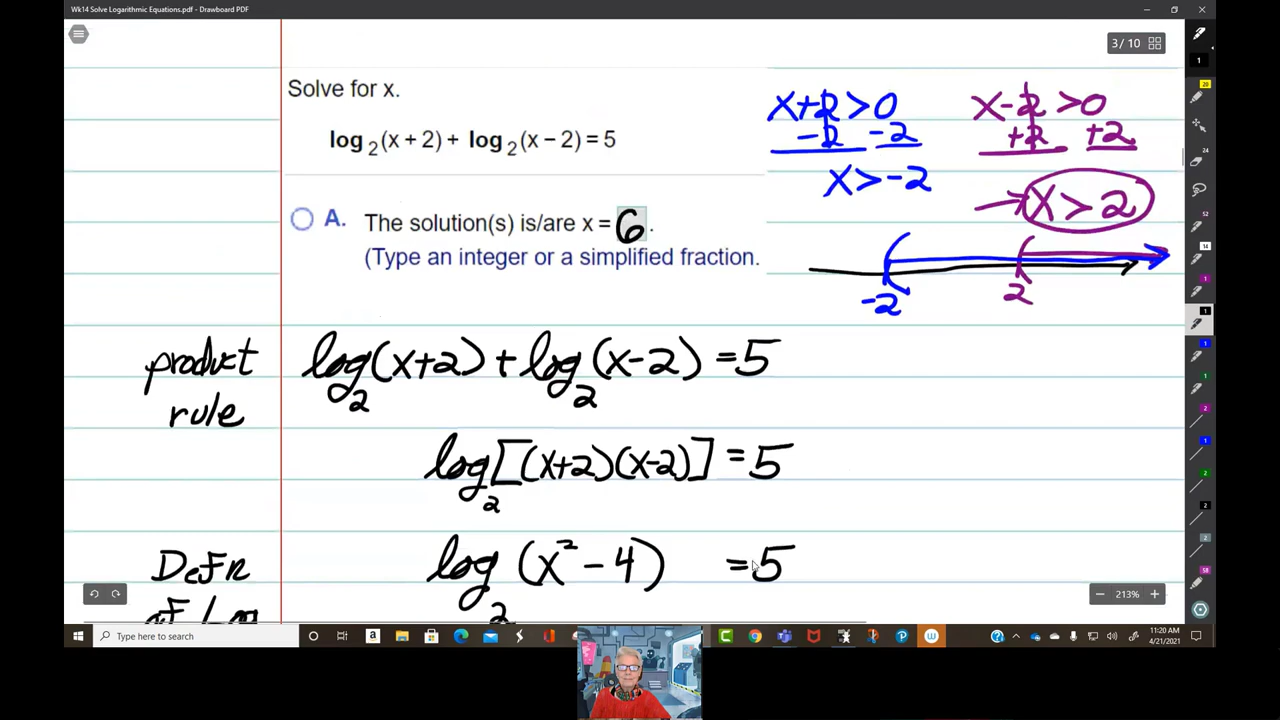 Wk14 Solve Logarithmic Equations.pdf - Drawboard PDF
3 / 10
Solve for x.
log 2 (x + 2) + log 2 (x − 2) = 5
A. The solution(s) is/are x = 6 .
(Type an integer or a simplified fraction.
x+2 >0
-2 -2
x>-2
x-2 >0
+2 +2
→ x > 2
-2 2
product
rule
log2(x+2) + log2(x-2) = 5
log2[(x+2)(x-2)] = 5
DeFn
of Log
log2 (x² - 4) = 5
213%
Type here to search
11:20 AM
4/21/2021